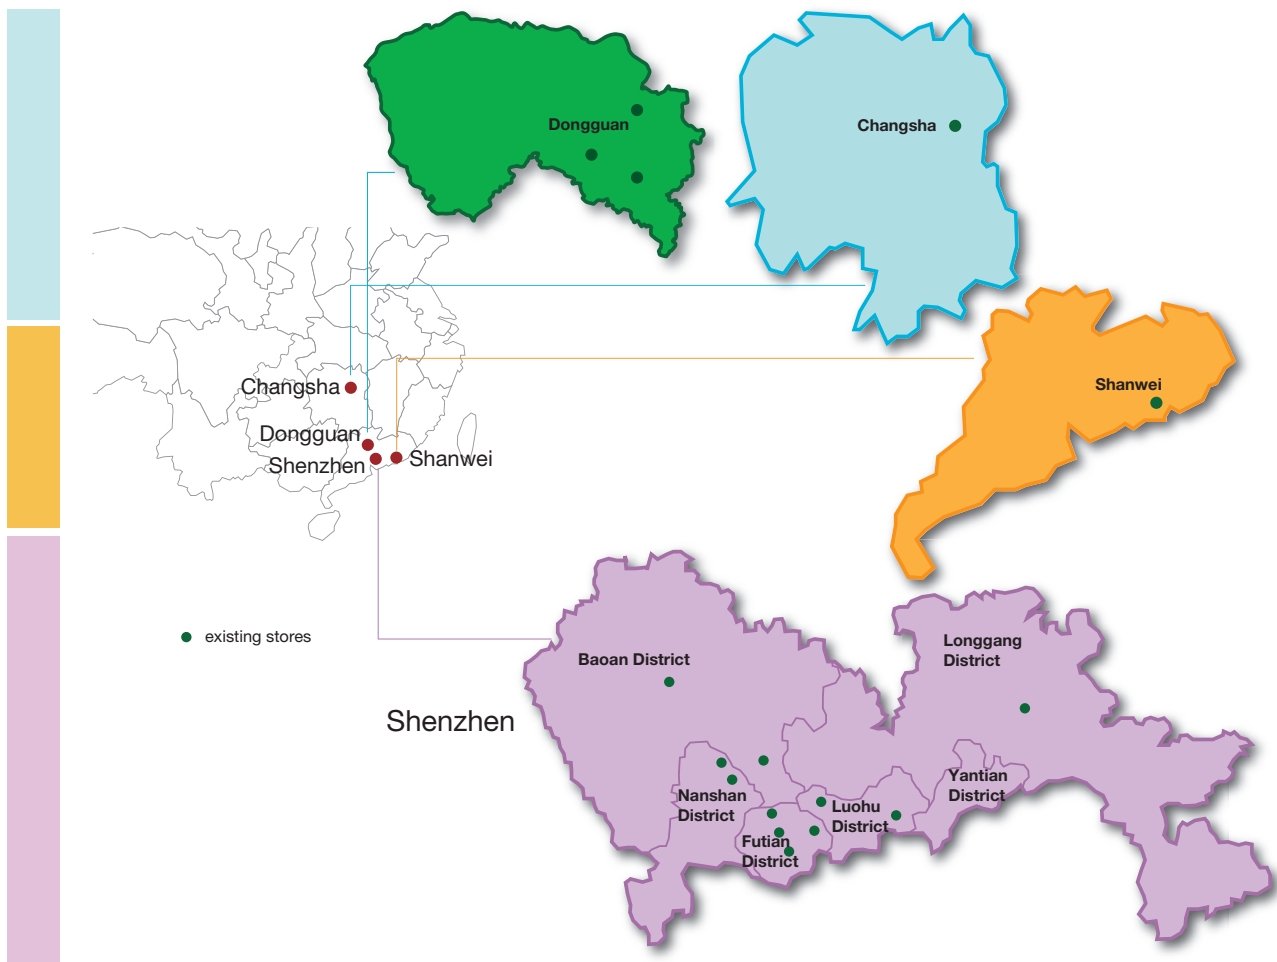 Dongguan
Changsha
Shanwei
Changsha
Dongguan
Shenzhen
Shanwei
existing stores
Shenzhen
Baoan District
Longgang
District
Nanshan
District
Futian
District
Luohu
District
Yantian
District